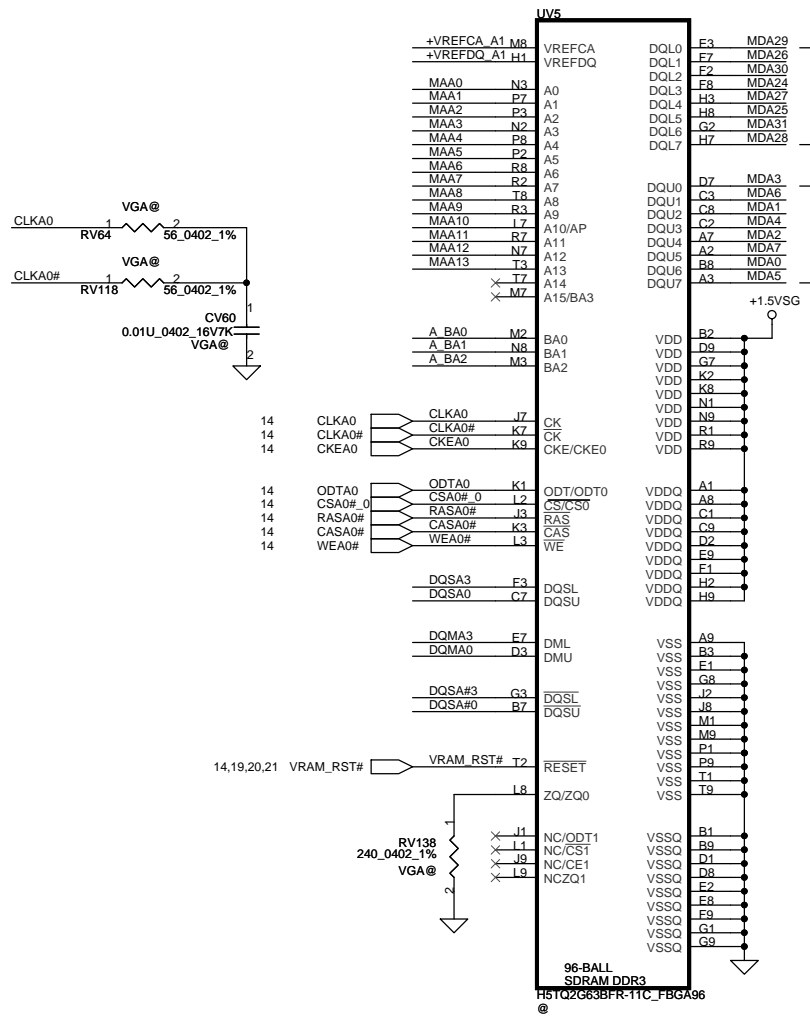 UV5
+VREFCA_A1 M8 VREFCA DQL0 E3 MDA29
+VREFDQ_A1 H1 VREFDQ DQL1 F7 MDA26
DQL2 F2 MDA30
MAA0 N3 A0 DQL3 F8 MDA24
MAA1 P7 A1 DQL4 H3 MDA27
MAA2 P3 A2 DQL5 H8 MDA25
MAA3 N2 A3 DQL6 G2 MDA31
MAA4 P8 A4 DQL7 H7 MDA28
MAA5 P2 A5
MAA6 R8 A6
MAA7 R2 A7 DQU0 D7 MDA3
MAA8 T8 A8 DQU1 C3 MDA6
MAA9 R3 A9 DQU2 C8 MDA1
MAA10 L7 A10/AP DQU3 C2 MDA4
MAA11 R7 A11 DQU4 A7 MDA2
MAA12 N7 A12 DQU5 A2 MDA7
MAA13 T3 A13 DQU6 B8 MDA0
T7 A14 DQU7 A3 MDA5
M7 A15/BA3
+1.5VSG
VGA@
CLKA0 1 2
RV64 56_0402_1%
VGA@
CLKA0# 1 2
RV118 56_0402_1%
1
CV60
0.01U_0402_16V7K
VGA@
2
A_BA0 M2 BA0 VDD B2
A_BA1 N8 BA1 VDD D9
A_BA2 M3 BA2 VDD G7
VDD K2
VDD K8
VDD N1
14 CLKA0 CLKA0 J7 CK VDD N9
14 CLKA0# CLKA0# K7 CK VDD R1
14 CKEA0 CKEA0 K9 CKE/CKE0 VDD R9
14 ODTA0 ODTA0 K1 ODT/ODT0 VDDQ A1
14 CSA0#_0 CSA0#_0 L2 CS/CS0 VDDQ A8
14 RASA0# RASA0# J3 RAS VDDQ C1
14 CASA0# CASA0# K3 CAS VDDQ C9
14 WEA0# WEA0# L3 WE VDDQ D2
VDDQ E9
VDDQ F1
DQSA3 F3 DQSL VDDQ H2
DQSA0 C7 DQSU VDDQ H9
DQMA3 E7 DML VSS A9
DQMA0 D3 DMU VSS B3
VSS E1
VSS G8
DQSA#3 G3 DQSL VSS J2
DQSA#0 B7 DQSU VSS J8
VSS M1
VSS M9
VSS P1
14,19,20,21 VRAM_RST# VRAM_RST# T2 RESET VSS P9
VSS T1
L8 ZQ/ZQ0 VSS T9
1
RV138
240_0402_1%
VGA@
2
J1 NC/ODT1 VSSQ B1
L1 NC/CS1 VSSQ B9
J9 NC/CE1 VSSQ D1
L9 NCZQ1 VSSQ D8
VSSQ E2
VSSQ E8
VSSQ F9
VSSQ G1
VSSQ G9
96-BALL
SDRAM DDR3
H5TQ2G63BFR-11C_FBGA96
@